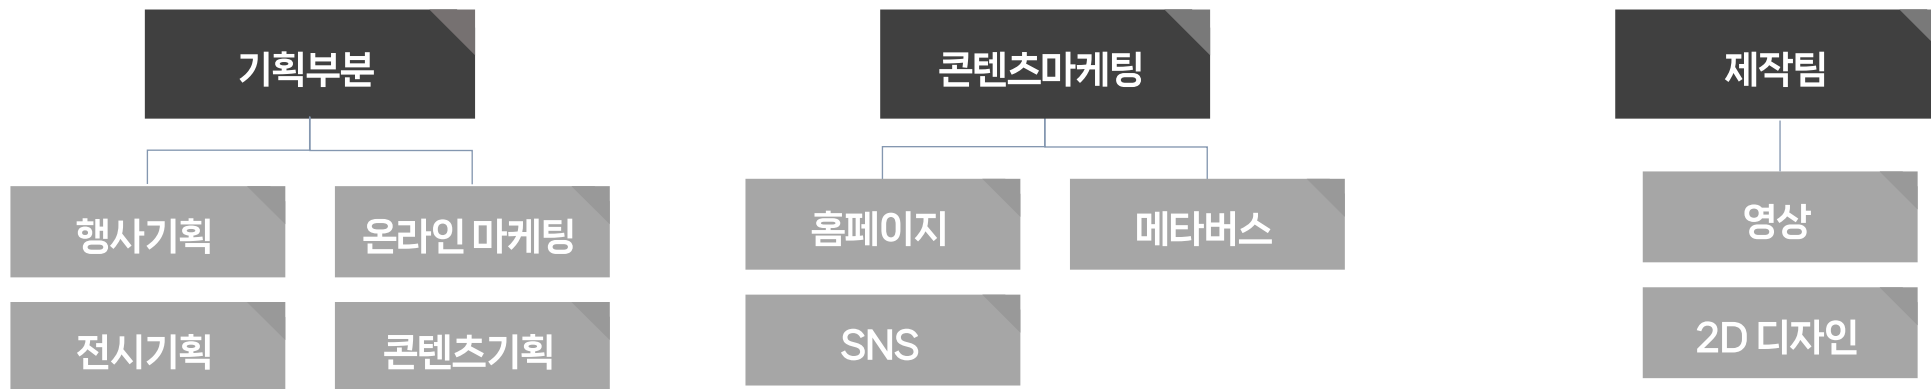 기획부분
행사기획
온라인 마케팅
전시기획
콘텐츠기획
콘텐츠마케팅
홈페이지
메타버스
SNS
제작팀
영상
2D 디자인